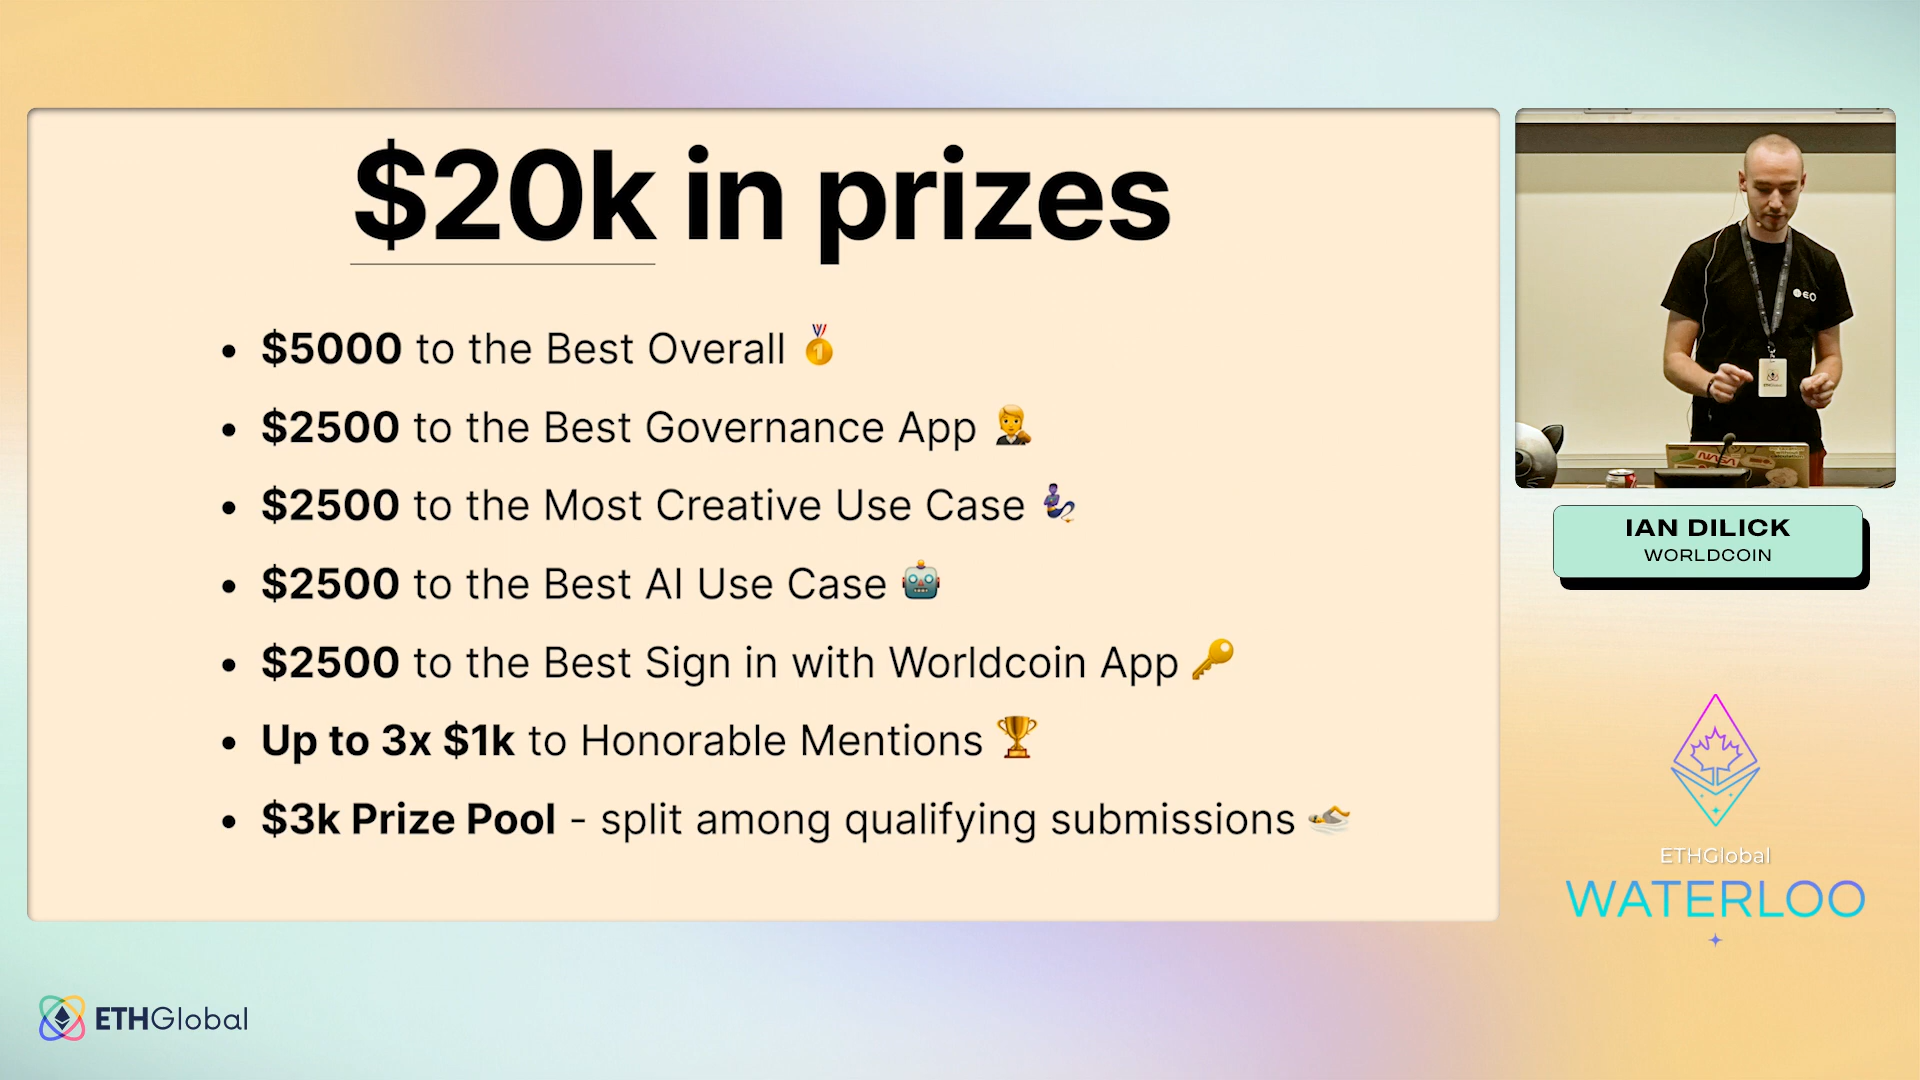 $20k in prizes
$5000 to the Best Overall
$2500 to the Best Governance App
$2500 to the Most Creative Use Case
$2500 to the Best AI Use Case
$2500 to the Best Sign in with Worldcoin App
Up to 3x $1k to Honorable Mentions
$3k Prize Pool - split among qualifying submissions
NASA
IAN DILICK
WORLDCOIN
ETHGlobal
WATERLOO
ETHGlobal